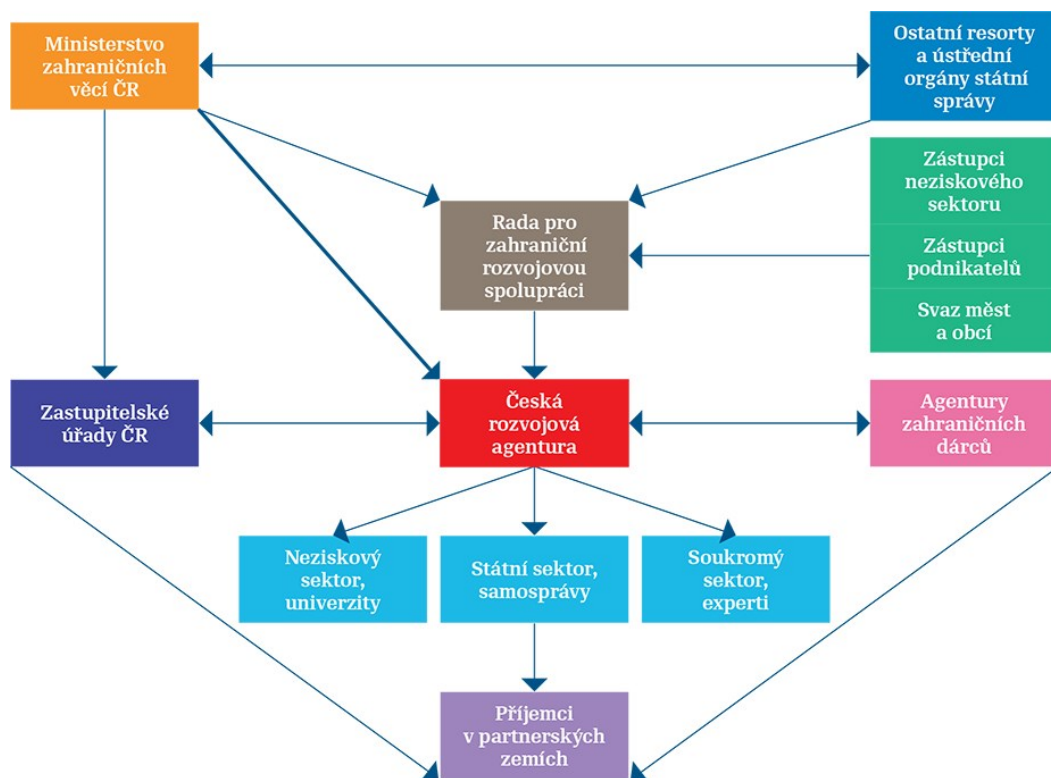 Ministerstvo
zahraničních
věcí ČR
Ostatní resorty
a ústřední
orgány státní
správy
Zástupci
neziskového
sektoru
Zástupci
podnikatelů
Svaz měst
a obcí
Rada pro
zahraniční
rozvojovou
spolupráci
Zastupitelské
úřady ČR
Česká
rozvojová
agentura
Agentury
zahraničních
dárců
Neziskový
sektor,
univerzity
Státní sektor,
samosprávy
Soukromý
sektor,
experti
Příjemci
v partnerských
zemích